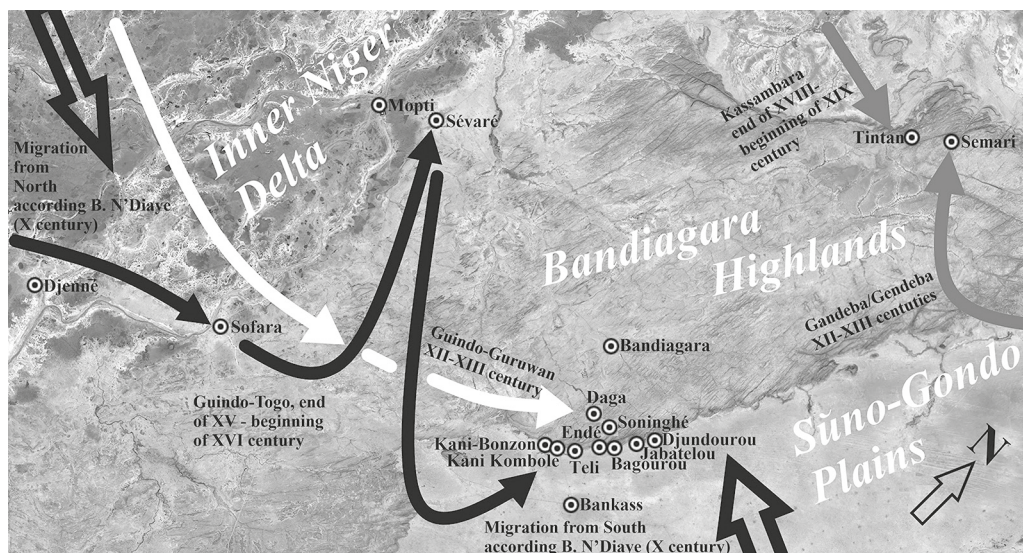 Inner Niger
Delta
Mopti
Sévaré
Migration
from
North
according B. N'Diaye
(X century)
Djenné
Sofara
Guindo-Togo, end
of XV - beginning
of XVI century
Guindo-Guruwan
XII-XIII century
Kassambara
end of XVIII-
beginning of XIX
century
Tintan
Semari
Bandiagara
Highlands
Gandeba/Gendeba
XII-XIII centuties
Bandiagara
Daga
Soninghé
Endé
Djundourou
Kani-Bonzon
Jabatelou
Kani Kombole
Teli
Bagourou
Bankass
Migration from South
according B. N'Diaye (X century)
Sūno-Gondo
Plains
N